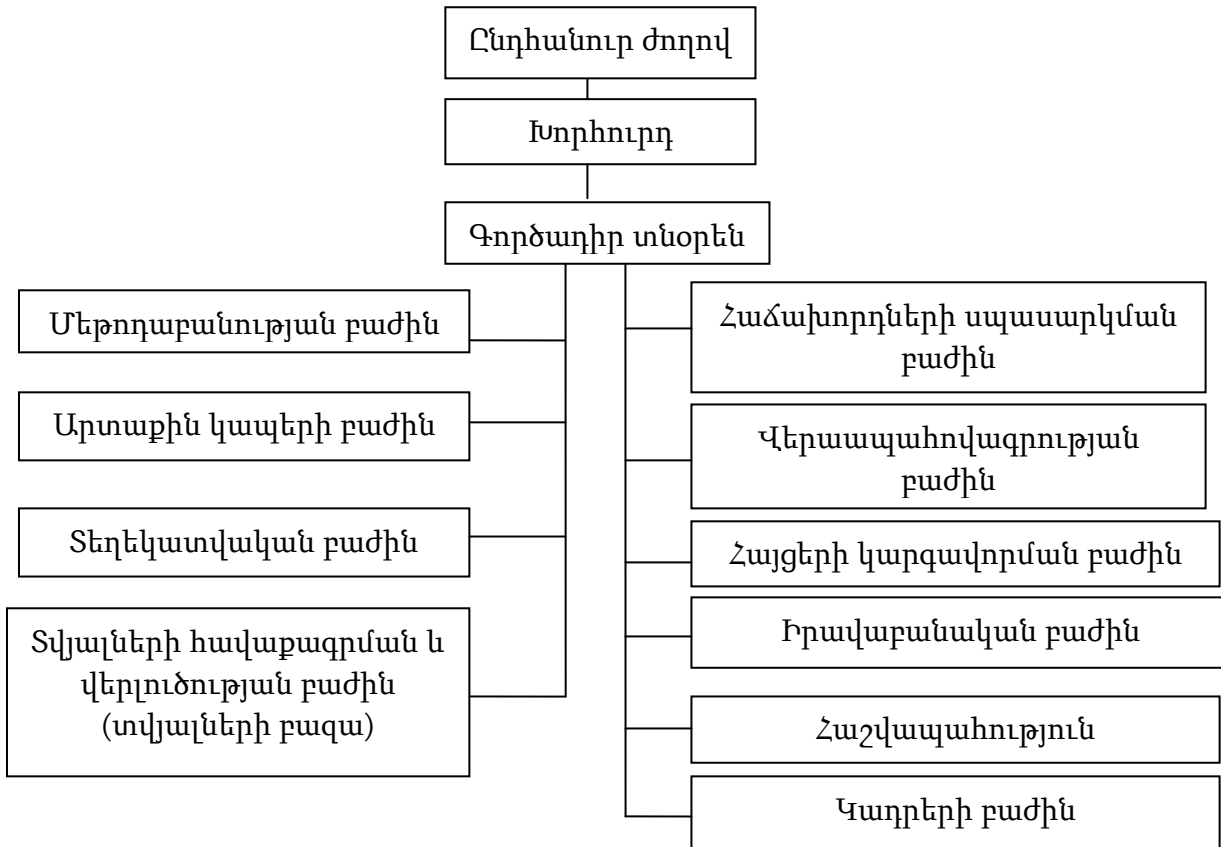 Ընդհանուր ժողով
Խորհուրդ
Գործադիր տնօրեն
Մեթոդաբանության բաժին
Արտաքին կապերի բաժին
Տեղեկատվական բաժին
Տվյալների հավաքագրման և
վերլուծության բաժին
(տվյալների բազա)
Հաճախորդների սպասարկման
բաժին
Վերաապահովագրության
բաժին
Հայցերի կարգավորման բաժին
Իրավաբանական բաժին
Հաշվապահություն
Կադրերի բաժին